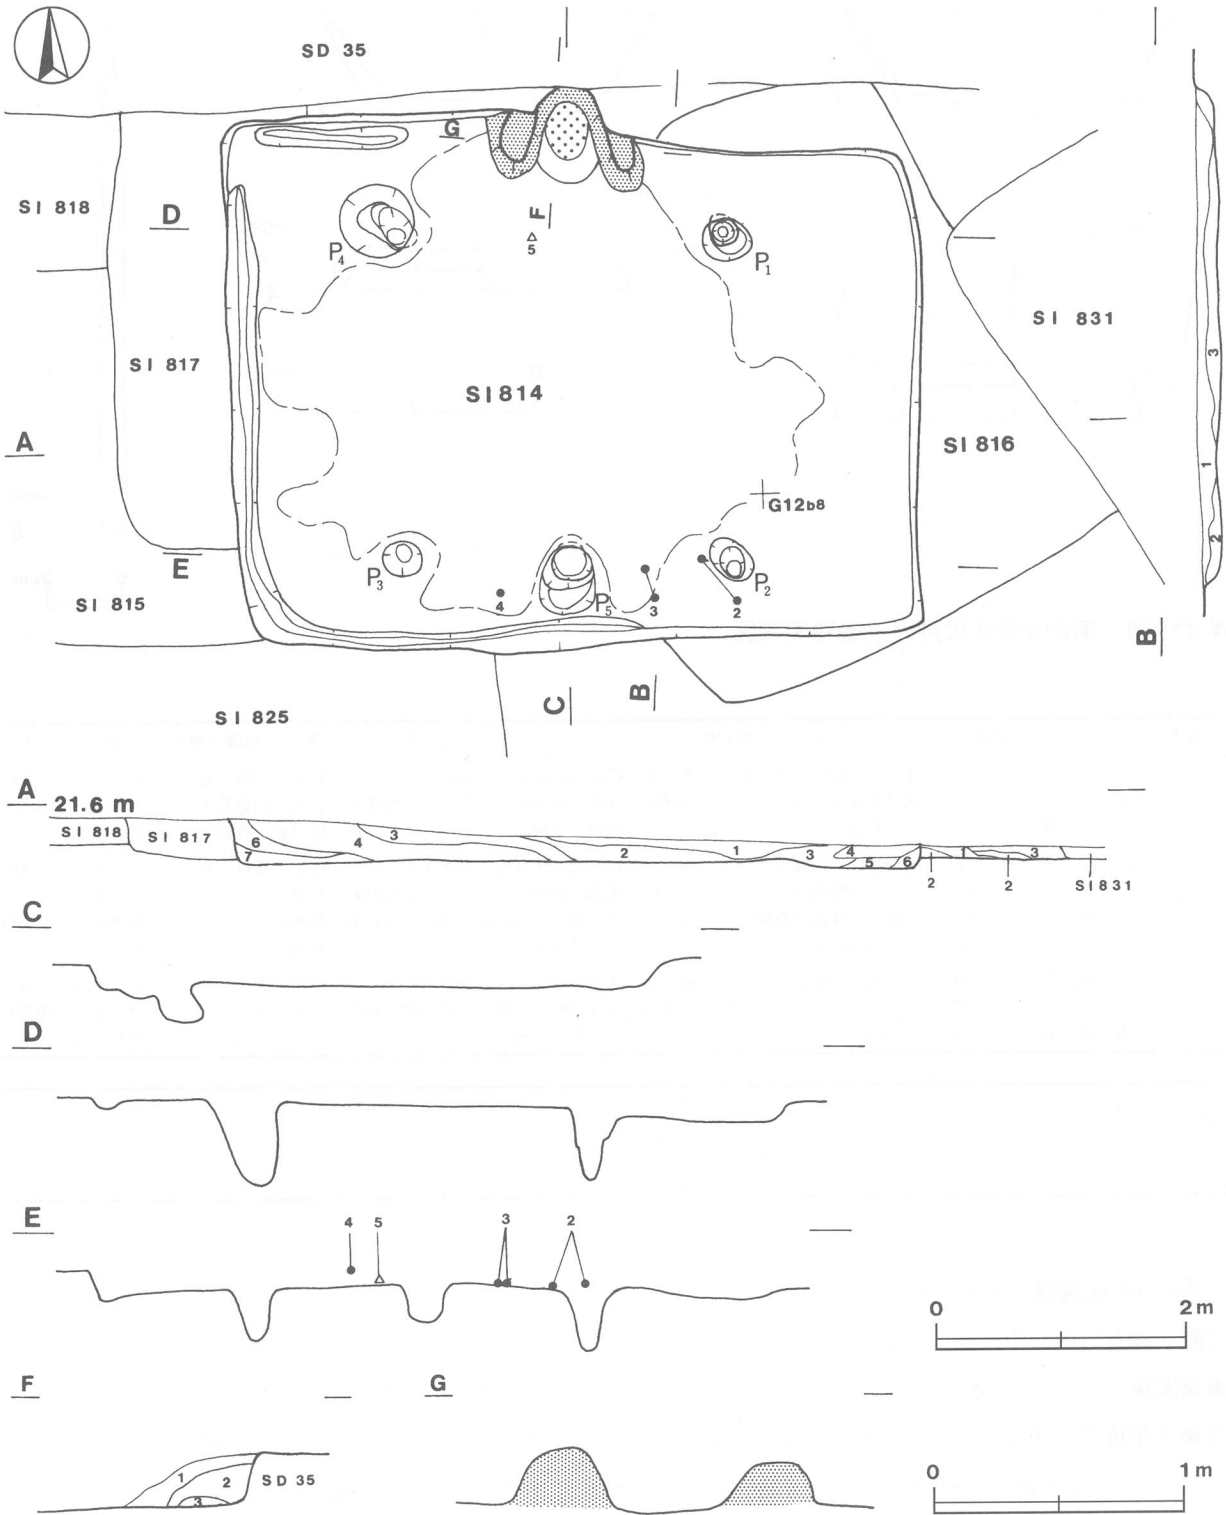 SD 35
G
SI 818
D
F
5
P4
P1
SI 831
3
SI 817
SI 814
A
SI 816
1
G12b8
2
E
P3
P2
SI 815
4
P5
3
2
B
C
B
SI 825
A 21.6 m
SI 818 SI 817 6 7 4 3 2 1 3 4 5 6 2 1 2 3 SI 831
C
D
E
4 5 3 2
0 2m
F G
1 2 3 SD 35
0 1m